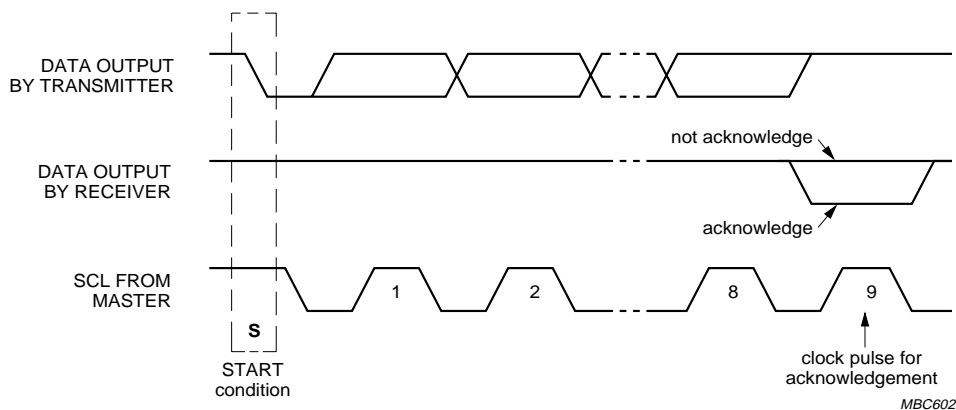 DATA OUTPUT
BY TRANSMITTER
not acknowledge
DATA OUTPUT
BY RECEIVER
acknowledge
SCL FROM
MASTER
1
2
8
9
S
START
condition
clock pulse for
acknowledgement
MBC602